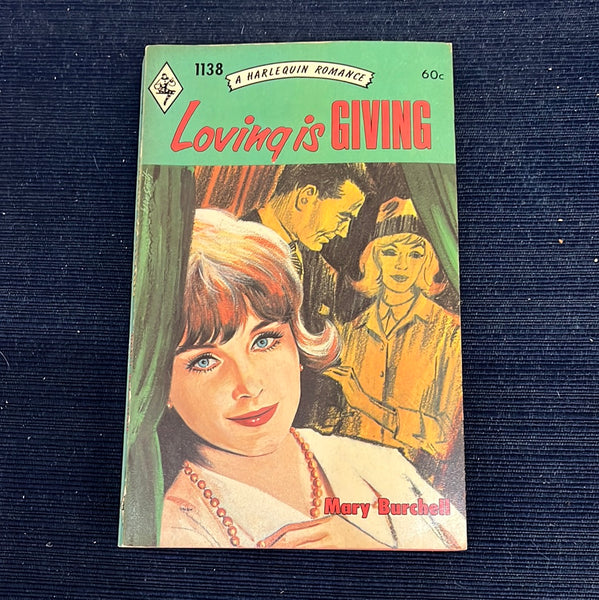 1138
A HARLEQUIN ROMANCE
60c
Loving is GIVING
Mary Burchell